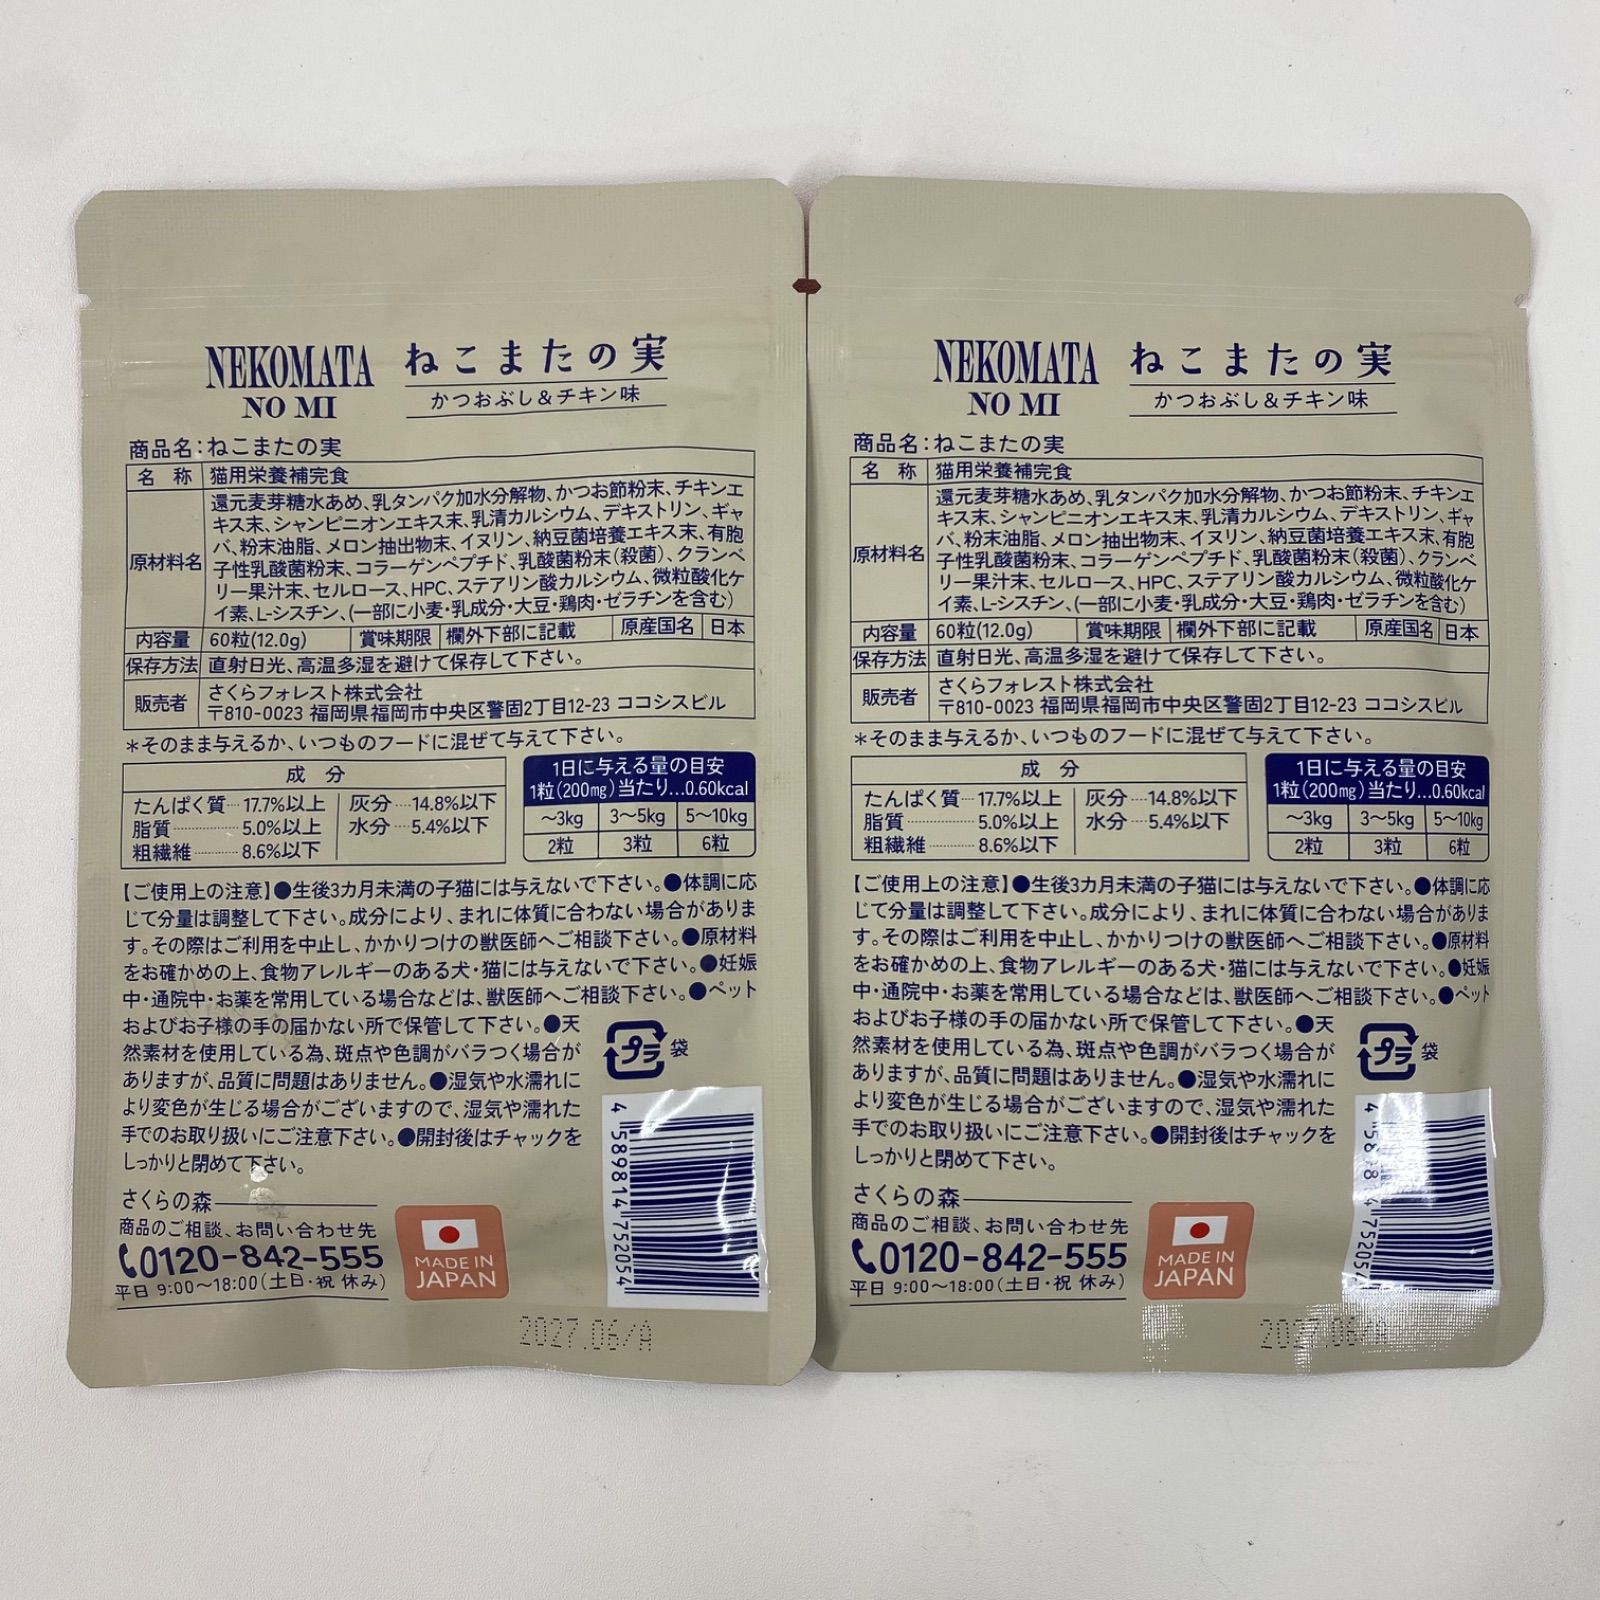 NEKOMATA
NO MI
ねこまたの実
かつおぶし&チキン味
商品名:ねこまたの実
名 称 猫用栄養補完食
原材料名
還元麦芽糖水あめ、乳タンパク加水分解物、かつお節粉末、チキンエ
キス末、シャンピニオンエキス末、乳清カルシウム、デキストリン、ギャ
バ、粉末油脂、メロン抽出物末、イヌリン、納豆菌培養エキス末、有胞
子性乳酸菌粉末、コラーゲンペプチド、乳酸菌粉末(殺菌)、クランベ
リー果汁末、セルロース、HPC、ステアリン酸カルシウム、微粒酸化ケ
イ素、L-シスチン、(一部に小麦・乳成分・大豆・鶏肉・ゼラチンを含む)
内容量 60粒(12.0g) 賞味期限 欄外下部に記載 原産国名 日本
保存方法 直射日光、高温多湿を避けて保存して下さい。
販売者
さくらフォレスト株式会社
〒810-0023 福岡県福岡市中央区警固2丁目12-23 ココシスビル
*そのまま与えるか、いつものフードに混ぜて与えて下さい。
成 分
たんぱく質…17.7%以上 灰分…14.8%以下
脂質…5.0%以上 水分…5.4%以下
粗繊維…8.6%以下
1日に与える量の目安
1粒(200mg)当たり…0.60kcal
〜3kg 3〜5kg 5〜10kg
2粒 3粒 6粒
【ご使用上の注意】●生後3カ月未満の子猫には与えないで下さい。●体調に応
じて分量は調整して下さい。成分により、まれに体質に合わない場合がありま
す。その際はご利用を中止し、かかりつけの獣医師へご相談下さい。●原材料
をお確かめの上、食物アレルギーのある犬・猫には与えないで下さい。●妊娠
中・通院中・お薬を常用している場合などは、獣医師へご相談下さい。●ペット
およびお子様の手の届かない所で保管して下さい。●天
然素材を使用している為、斑点や色調がバラつく場合が
ありますが、品質に問題はありません。●湿気や水濡れに
より変色が生じる場合がございますので、湿気や濡れた
手でのお取り扱いにご注意下さい。●開封後はチャックを
しっかりと閉めて下さい。
プラ 袋
さくらの森
商品のご相談、お問い合わせ先
0120-842-555
平日 9:00〜18:00(土日・祝 休み)
MADE IN
JAPAN
4 589814 752054
2027.06/A
NEKOMATA
NO MI
ねこまたの実
かつおぶし&チキン味
商品名:ねこまたの実
名 称 猫用栄養補完食
原材料名
還元麦芽糖水あめ、乳タンパク加水分解物、かつお節粉末、チキンエ
キス末、シャンピニオンエキス末、乳清カルシウム、デキストリン、ギャ
バ、粉末油脂、メロン抽出物末、イヌリン、納豆菌培養エキス末、有胞
子性乳酸菌粉末、コラーゲンペプチド、乳酸菌粉末(殺菌)、クランベ
リー果汁末、セルロース、HPC、ステアリン酸カルシウム、微粒酸化ケ
イ素、L-シスチン、(一部に小麦・乳成分・大豆・鶏肉・ゼラチンを含む)
内容量 60粒(12.0g) 賞味期限 欄外下部に記載 原産国名 日本
保存方法 直射日光、高温多湿を避けて保存して下さい。
販売者
さくらフォレスト株式会社
〒810-0023 福岡県福岡市中央区警固2丁目12-23 ココシスビル
*そのまま与えるか、いつものフードに混ぜて与えて下さい。
成 分
たんぱく質…17.7%以上 灰分…14.8%以下
脂質…5.0%以上 水分…5.4%以下
粗繊維…8.6%以下
1日に与える量の目安
1粒(200mg)当たり…0.60kcal
〜3kg 3〜5kg 5〜10kg
2粒 3粒 6粒
【ご使用上の注意】●生後3カ月未満の子猫には与えないで下さい。●体調に応
じて分量は調整して下さい。成分により、まれに体質に合わない場合がありま
す。その際はご利用を中止し、かかりつけの獣医師へご相談下さい。●原材料
をお確かめの上、食物アレルギーのある犬・猫には与えないで下さい。●妊娠
中・通院中・お薬を常用している場合などは、獣医師へご相談下さい。●ペット
およびお子様の手の届かない所で保管して下さい。●天
然素材を使用している為、斑点や色調がバラつく場合が
ありますが、品質に問題はありません。●湿気や水濡れに
より変色が生じる場合がございますので、湿気や濡れた
手でのお取り扱いにご注意下さい。●開封後はチャックを
しっかりと閉めて下さい。
プラ 袋
さくらの森
商品のご相談、お問い合わせ先
0120-842-555
平日 9:00〜18:00(土日・祝 休み)
MADE IN
JAPAN